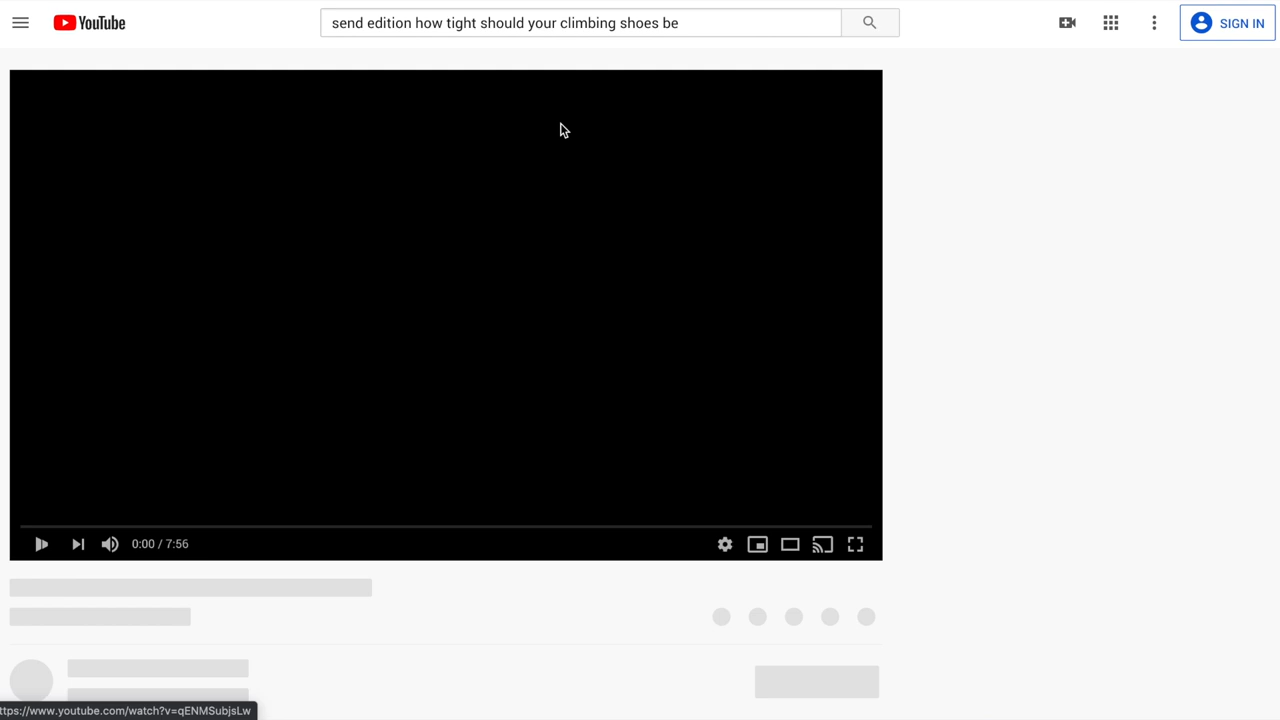 YouTube
send edition how tight should your climbing shoes be
SIGN IN
0:00 / 7:56
ttps://www.youtube.com/watch?v=qENMSubjsLw